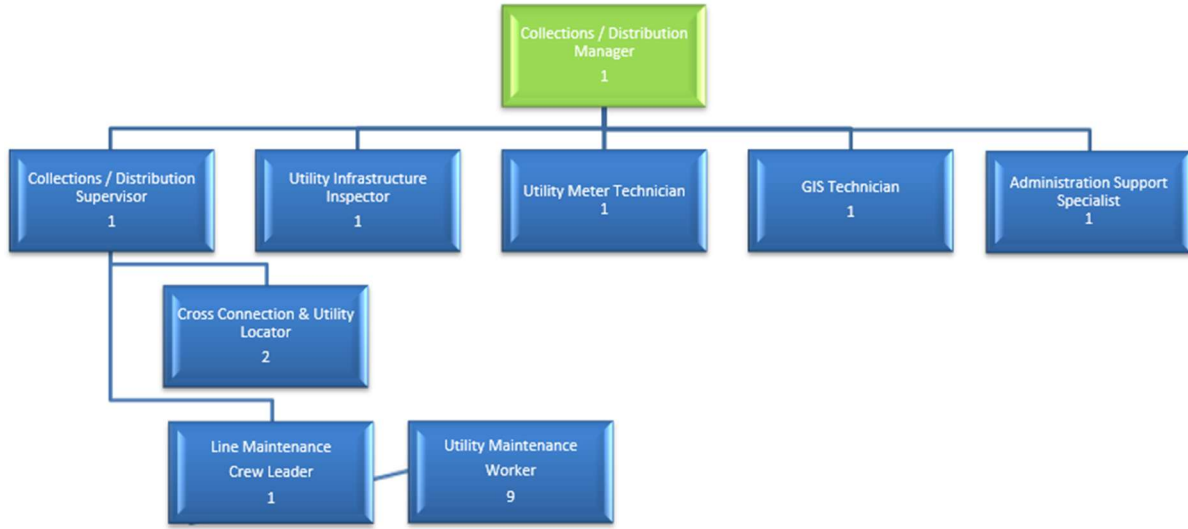 Collections / Distribution
Manager
1
Collections / Distribution
Supervisor
1
Utility Infrastructure
Inspector
1
Utility Meter Technician
1
GIS Technician
1
Administration Support
Specialist
1
Cross Connection & Utility
Locator
2
Line Maintenance
Crew Leader
1
Utility Maintenance
Worker
9